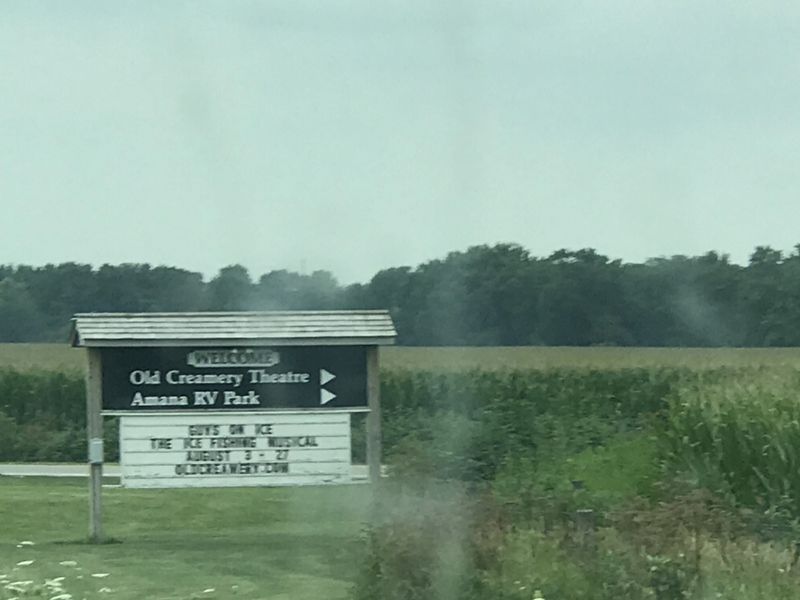 WELCOME
Old Creamery Theatre
Amana RV Park
GUYS ON ICE
THE ICE FISHING MUSICAL
AUGUST 3 - 27
OLDCREAMERY.COM